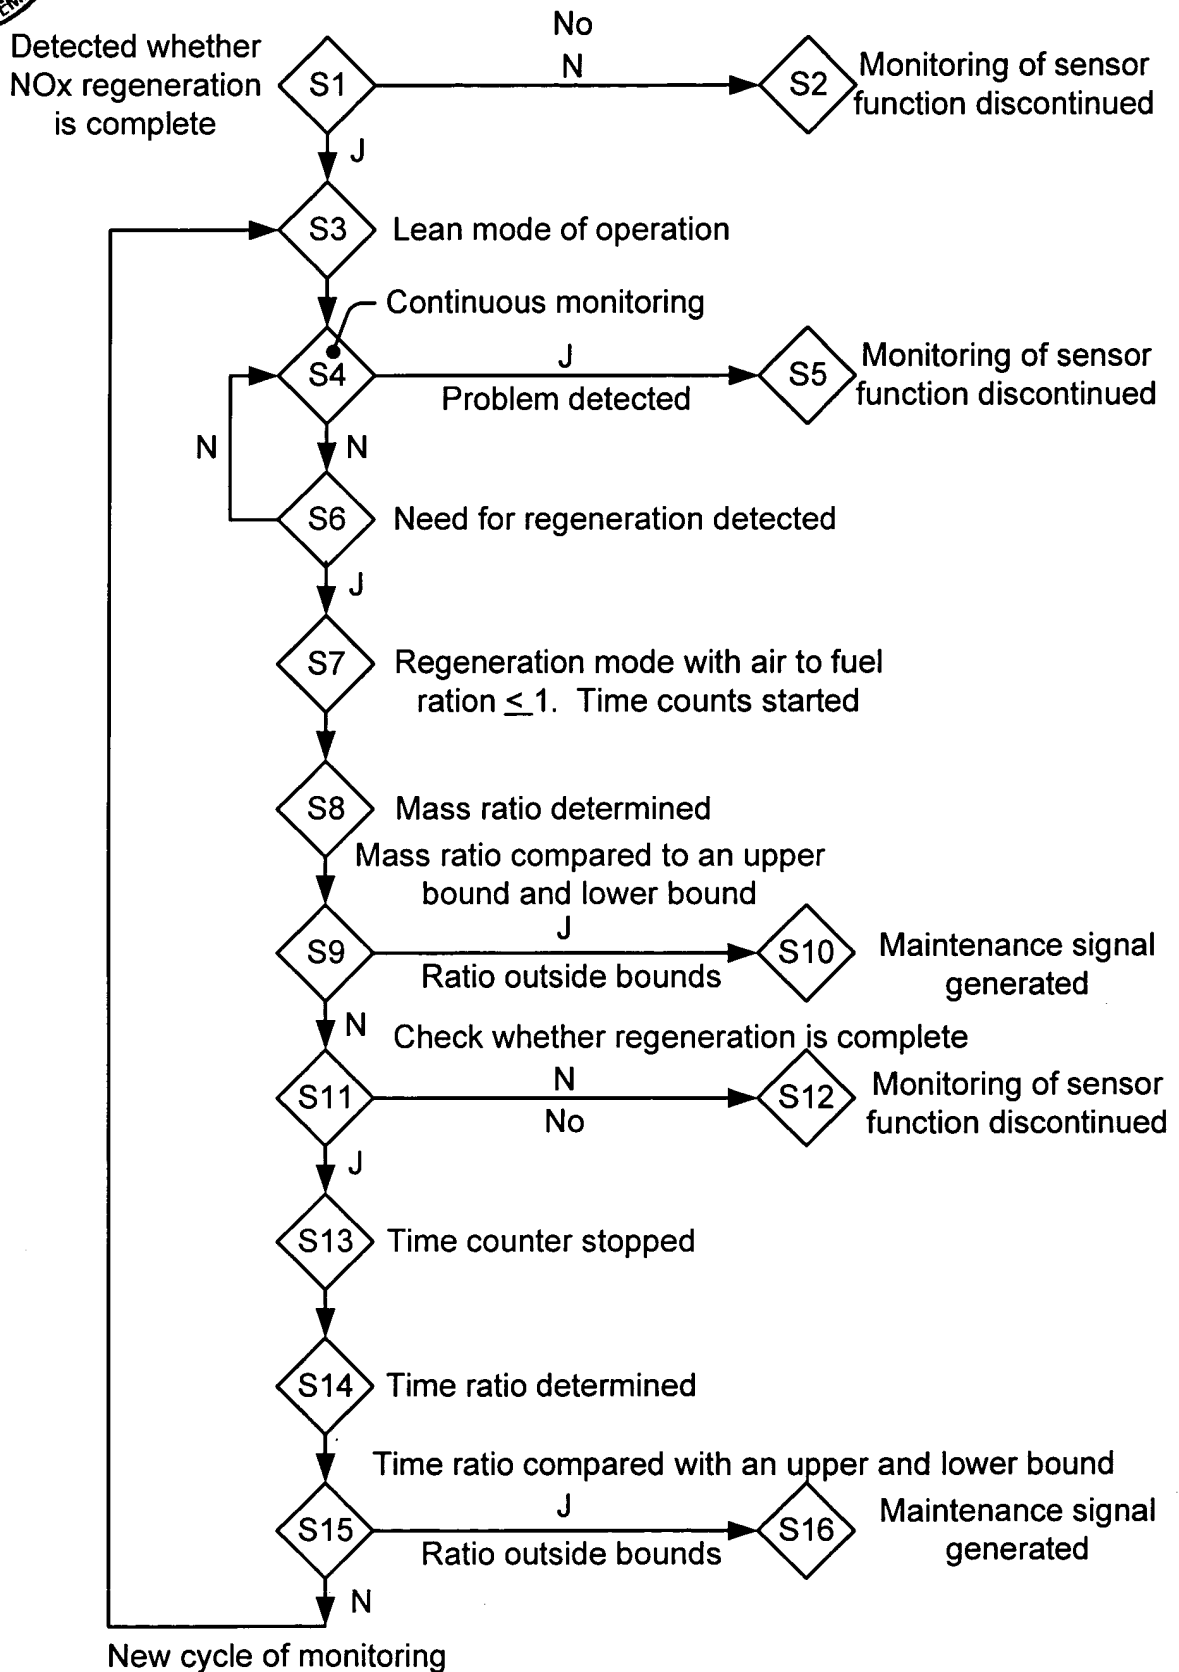 No
Detected whether
NOx regeneration
is complete
S1
N
S2
Monitoring of sensor
function discontinued
J
S3
Lean mode of operation
Continuous monitoring
S4
J
Problem detected
S5
Monitoring of sensor
function discontinued
N
N
S6
Need for regeneration detected
J
S7
Regeneration mode with air to fuel
ration ≤ 1. Time counts started
S8
Mass ratio determined
Mass ratio compared to an upper
bound and lower bound
S9
J
Ratio outside bounds
S10
Maintenance signal
generated
N
Check whether regeneration is complete
S11
N
No
S12
Monitoring of sensor
function discontinued
J
S13
Time counter stopped
S14
Time ratio determined
Time ratio compared with an upper and lower bound
S15
J
Ratio outside bounds
S16
Maintenance signal
generated
N
New cycle of monitoring